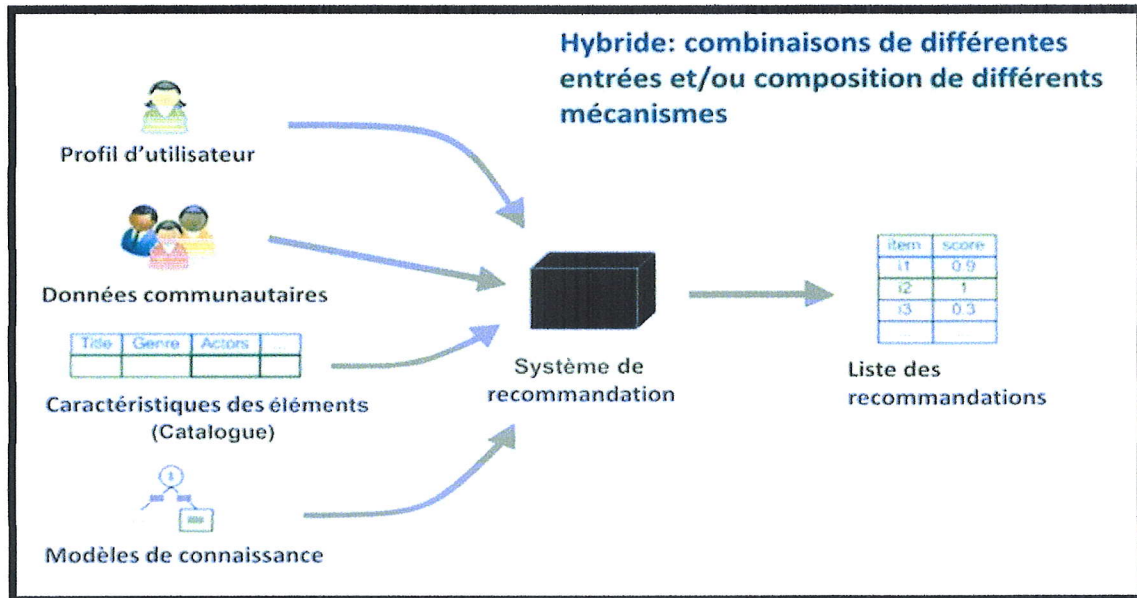 Hybride: combinaisons de différentes
entrées et/ou composition de différents
mécanismes
Profil d'utilisateur
Données communautaires
Title Genre Actors ...
Caractéristiques des éléments
(Catalogue)
Modèles de connaissance
Système de
recommandation
item score
i1 0.9
i2 1
i3 0.3
... ...
Liste des
recommandations